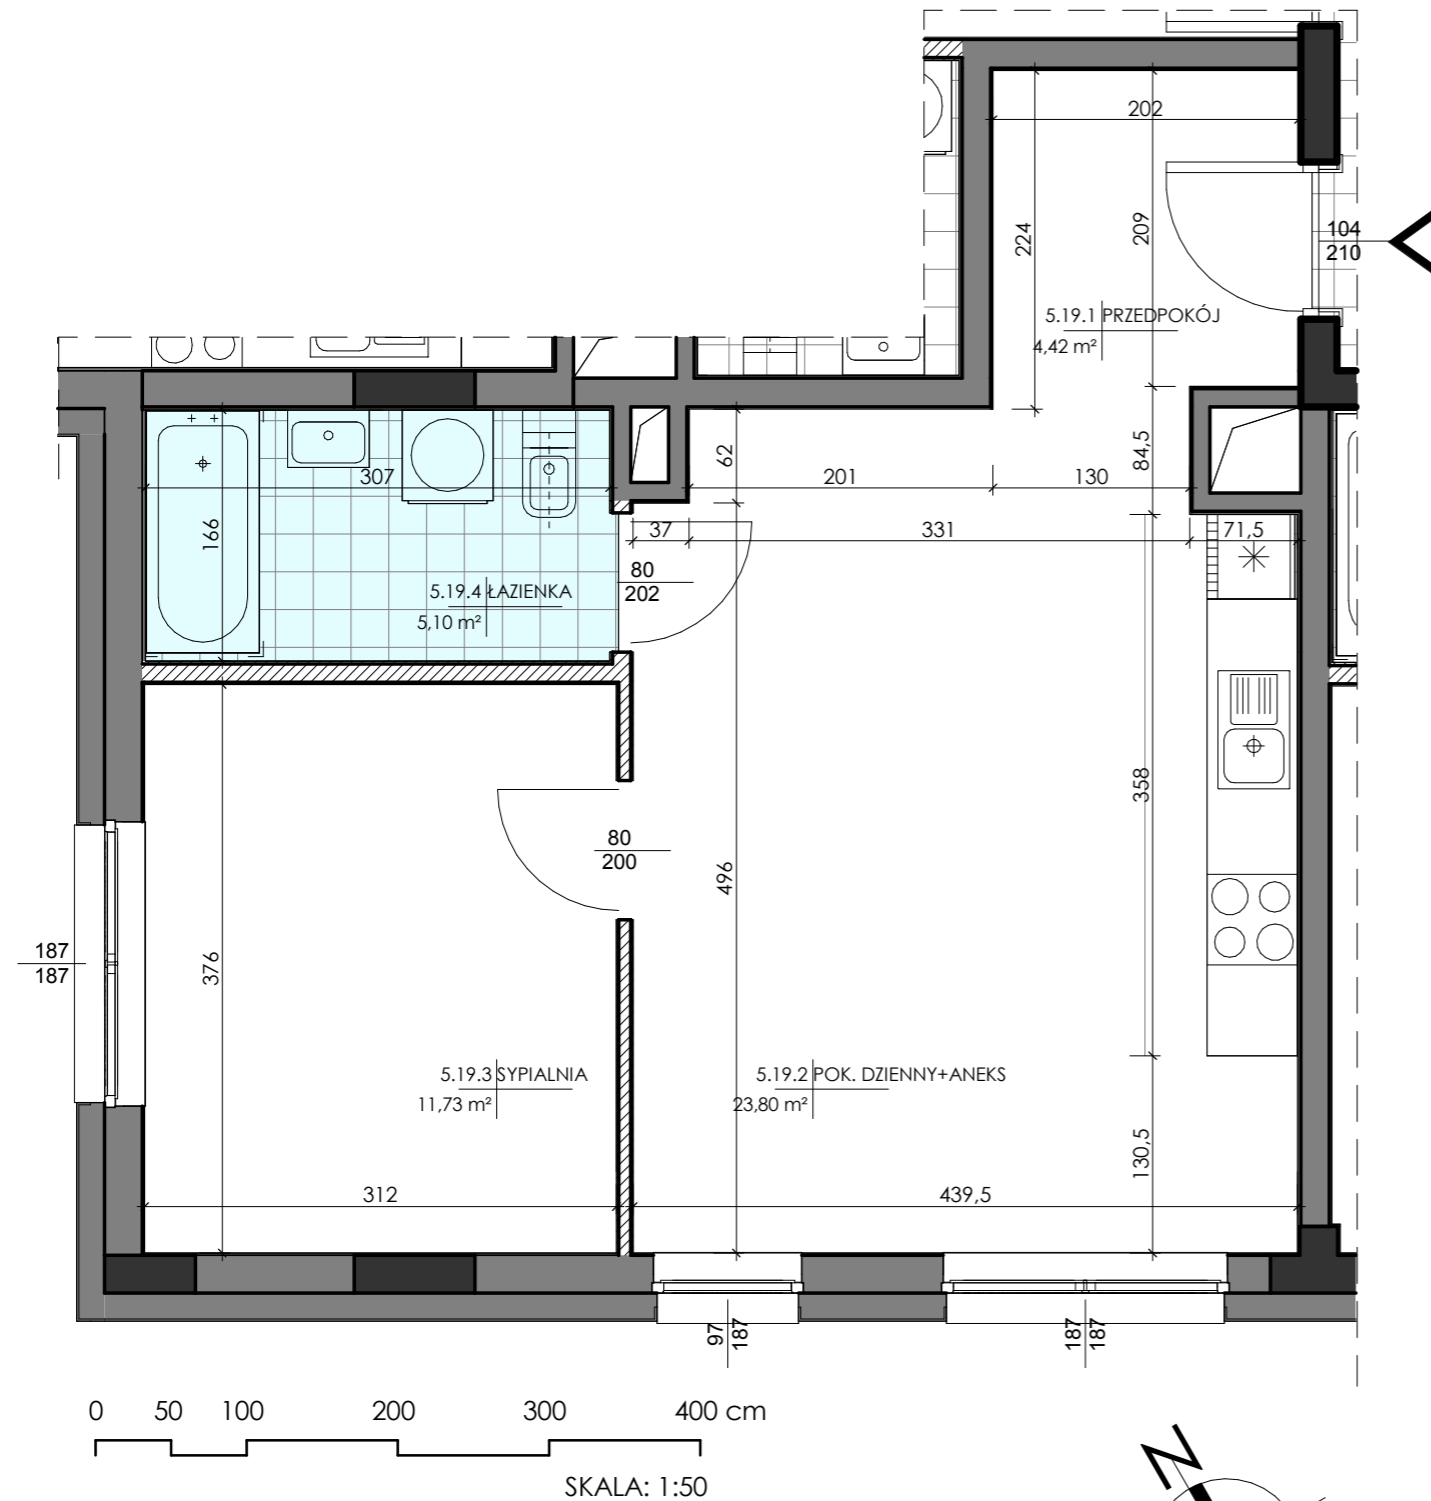 202
224
209
104
210
5.19.1 PRZEDPOKÓJ
4,42 m²
62
201
130
84,5
307
166
37
331
71,5
80
202
5.19.4 ŁAZIENKA
5,10 m²
358
80
200
496
187
187
376
5.19.3 SYPIALNIA
11,73 m²
5.19.2 POK. DZIENNY+ANEKS
23,80 m²
130,5
312
439,5
97
187
187
187
0 50 100 200 300 400 cm
SKALA: 1:50
N